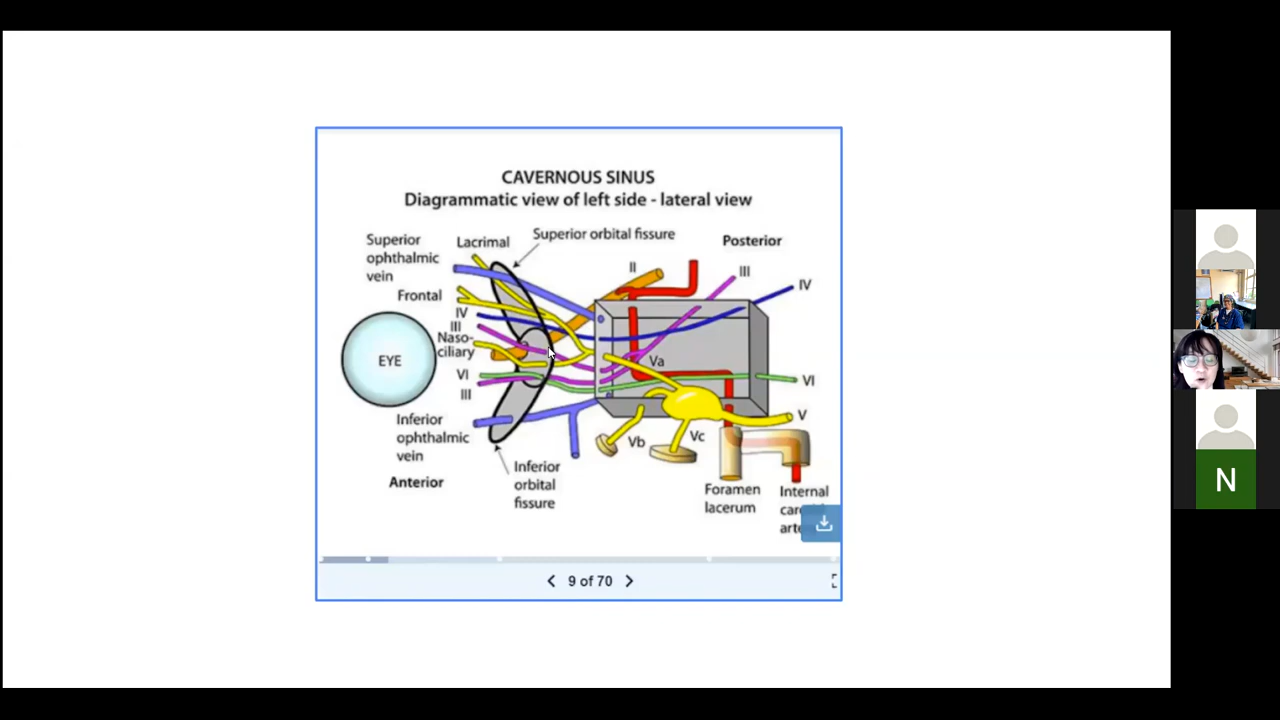 CAVERNOUS SINUS
Diagrammatic view of left side - lateral view
Superior
ophthalmic
vein
Lacrimal
Superior orbital fissure
Posterior
II
III
IV
Frontal
IV
III
Naso-
ciliary
EYE
Va
VI
VI
III
V
Inferior
ophthalmic
vein
Vb
Vc
Anterior
Inferior
orbital
fissure
Foramen
lacerum
Internal
9 of 70
N